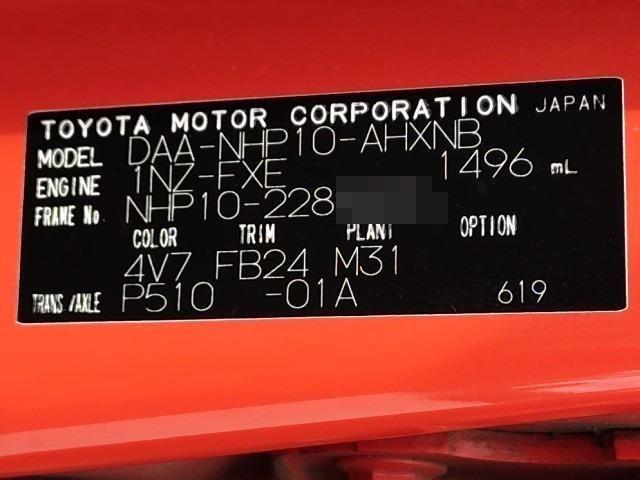 TOYOTA MOTOR CORPORATION JAPAN
MODEL DAA-NHP10-AHXNB
ENGINE 1NZ-FXE 1496 mL
FRAME No NHP10-228
COLOR TRIM PLANT OPTION
4V7 FB24 M31
TRANS/AXLE P510 -01A 619